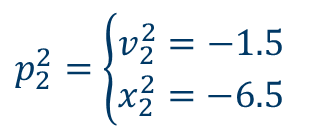 p₂² = { v₂² = −1.5
x₂² = −6.5